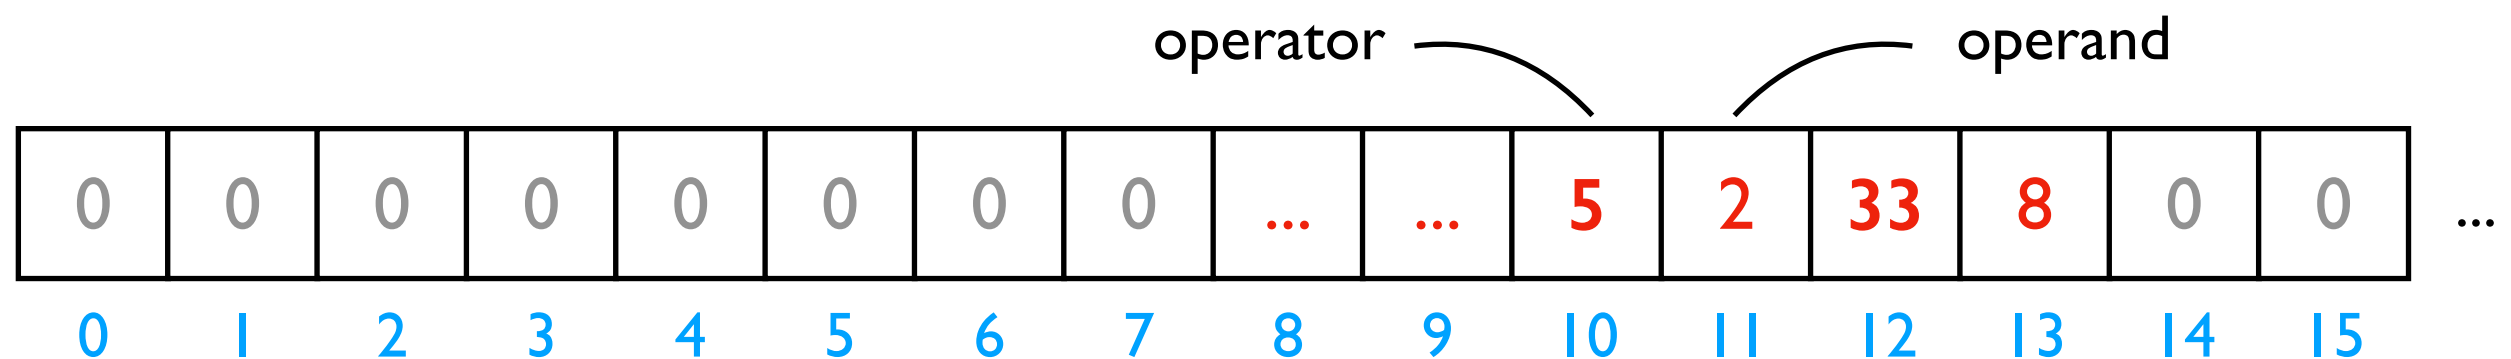 operator operand
0 0 0 0 0 0 0 0 ... ... 5 2 33 8 0 0 ...
0 1 2 3 4 5 6 7 8 9 10 11 12 13 14 15